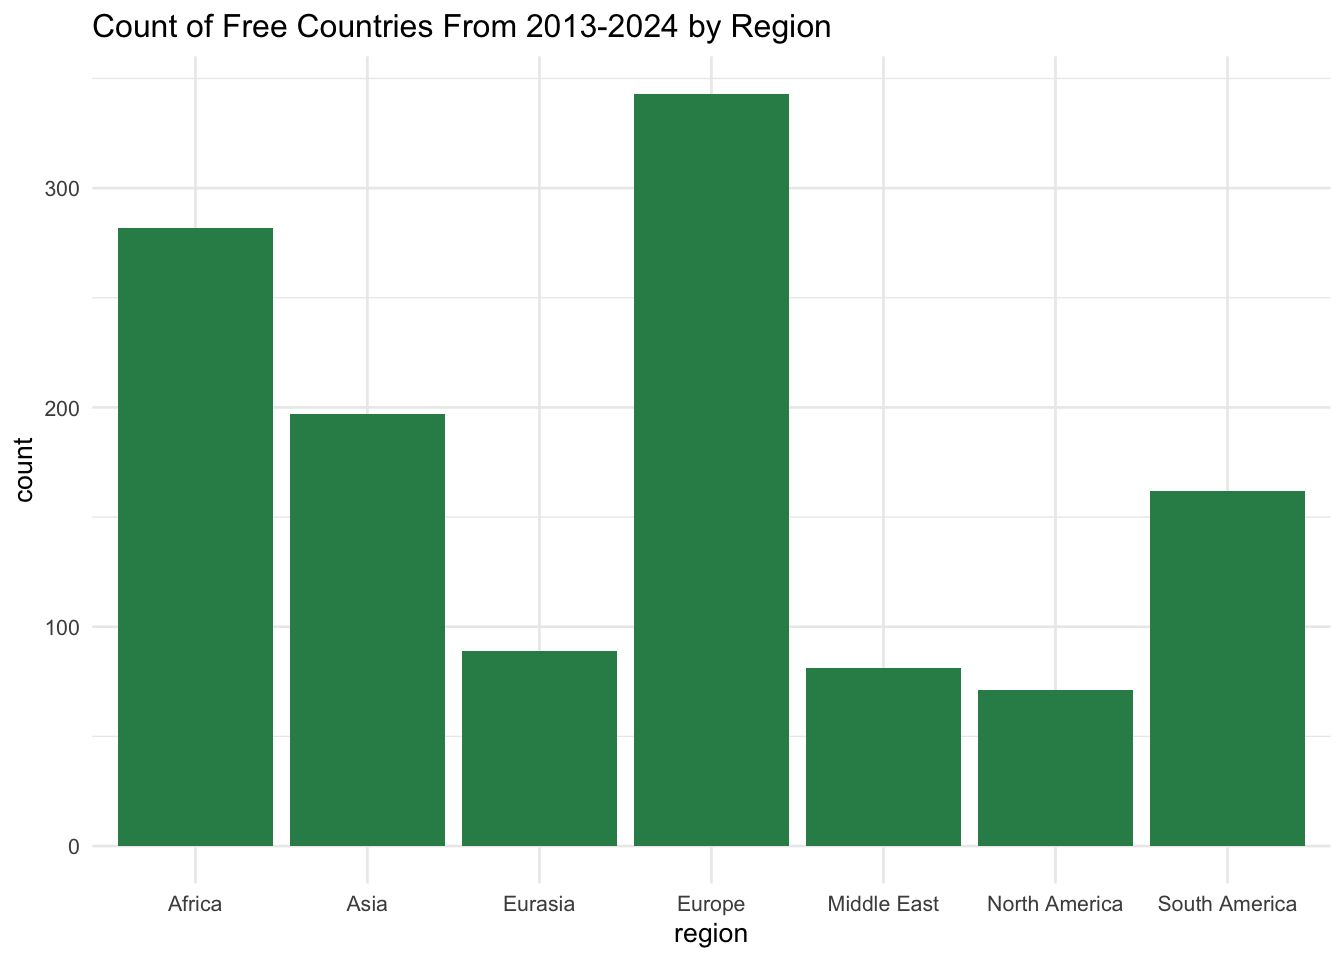 Count of Free Countries From 2013-2024 by Region
count
300
200
100
0
Africa Asia Eurasia Europe Middle East North America South America
region